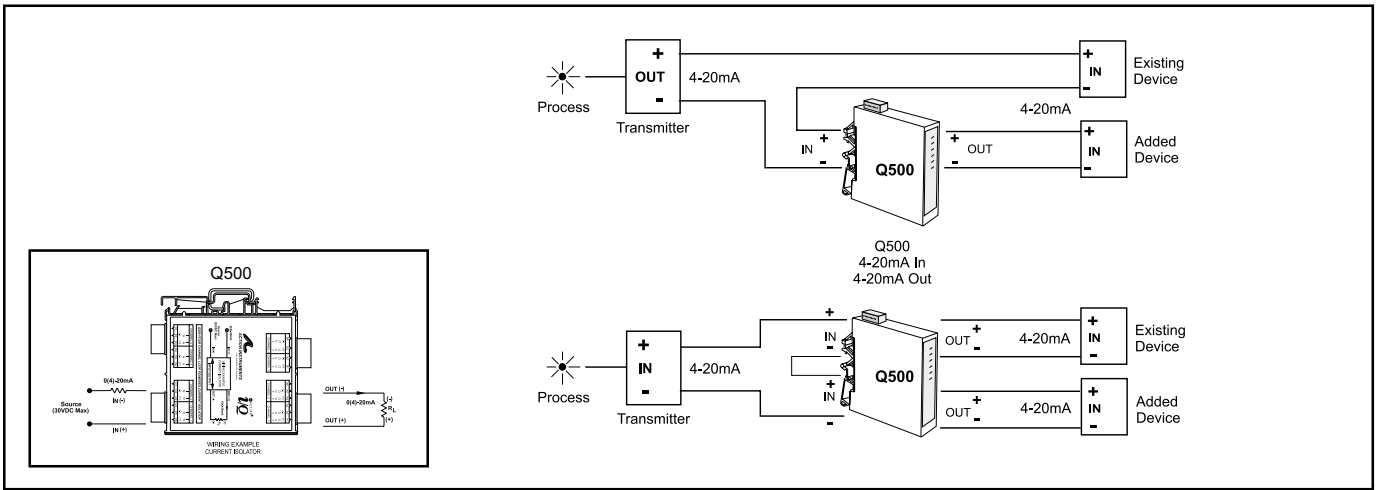 +
OUT
-
4-20mA
Process
Transmitter
+
IN
-
Existing
Device
4-20mA
+
IN
-
Q500
+
-
OUT
+
IN
-
Added
Device
Q500
4-20mA In
4-20mA Out
Process
+
IN
-
4-20mA
Transmitter
+
IN
-
+
IN
-
Q500
OUT
+
-
4-20mA
+
IN
-
Existing
Device
OUT
+
-
4-20mA
+
IN
-
Added
Device
Q500
ACTION INSTRUMENTS
I/Q
0(4)-20mA
Source
(30VDC Max)
IN (-)
IN (+)
OUT (-)
0(4)-20mA
(-)
RL
(+)
OUT (+)
WIRING EXAMPLE
CURRENT ISOLATOR